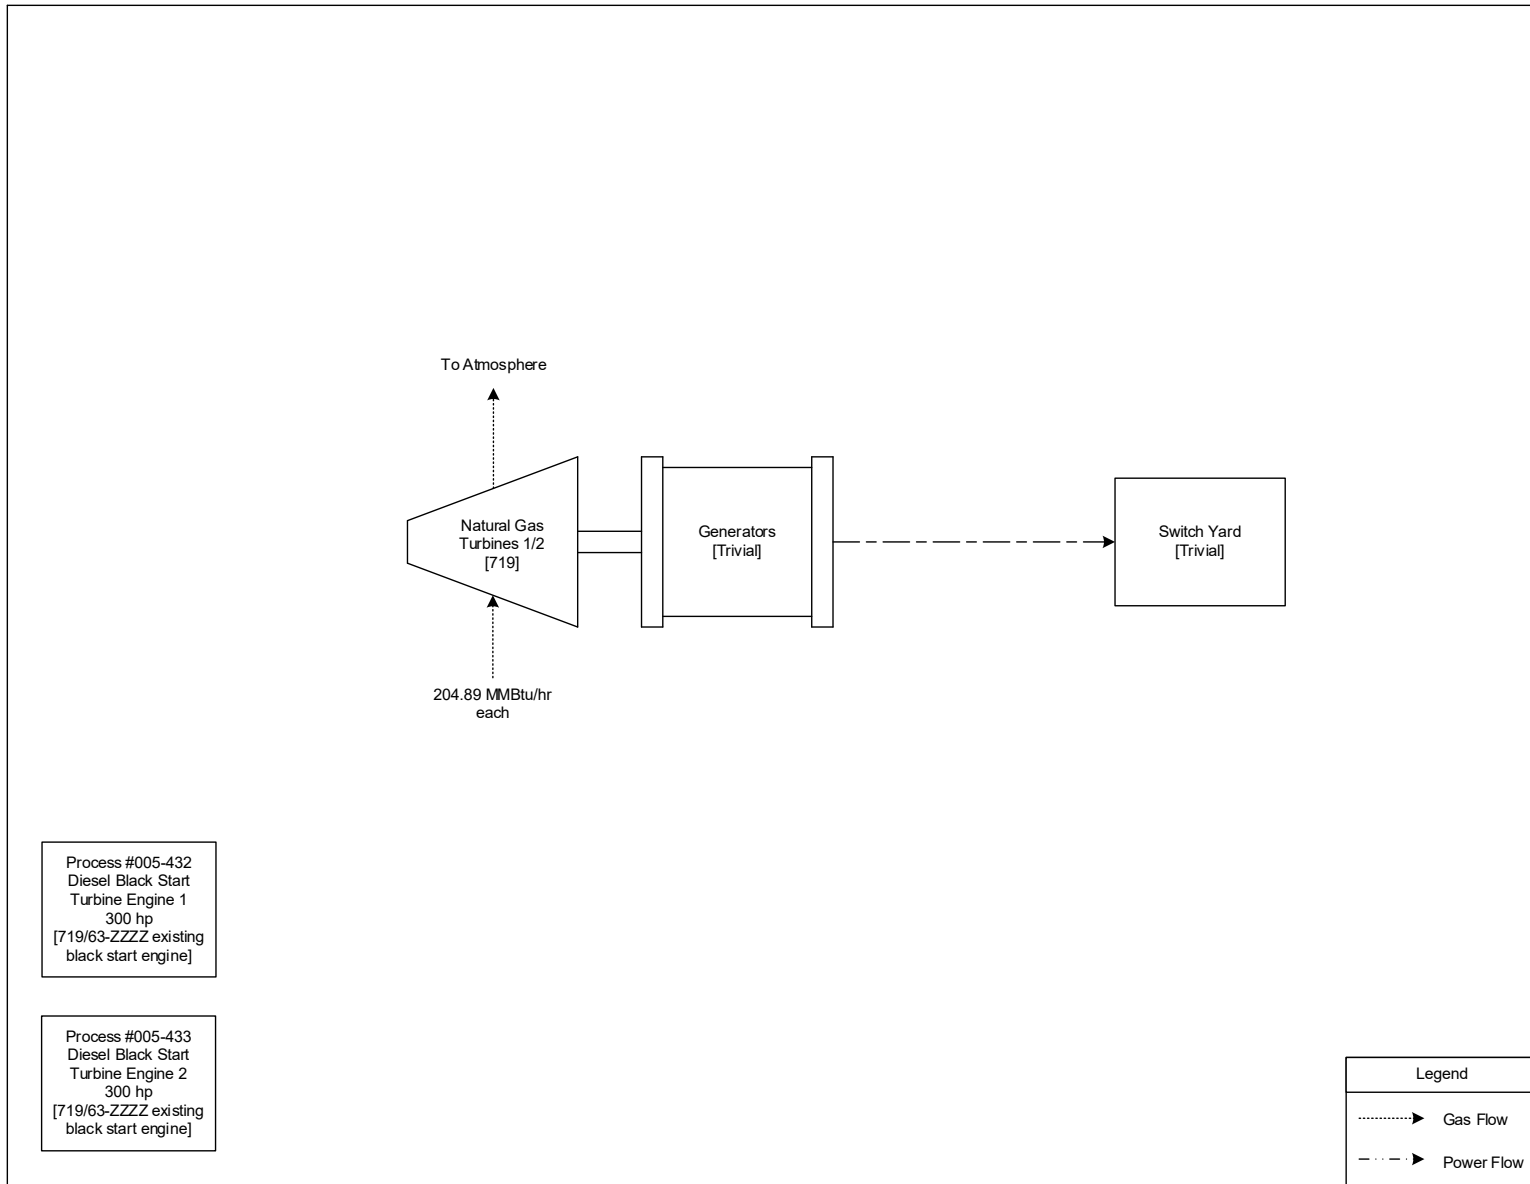 To Atmosphere
Natural Gas
Turbines 1/2
[719]
Generators
[Trivial]
Switch Yard
[Trivial]
204.89 MMBtu/hr
each
Process #005-432
Diesel Black Start
Turbine Engine 1
300 hp
[719/63-ZZZZ existing
black start engine]
Process #005-433
Diesel Black Start
Turbine Engine 2
300 hp
[719/63-ZZZZ existing
black start engine]
Legend
Gas Flow
Power Flow